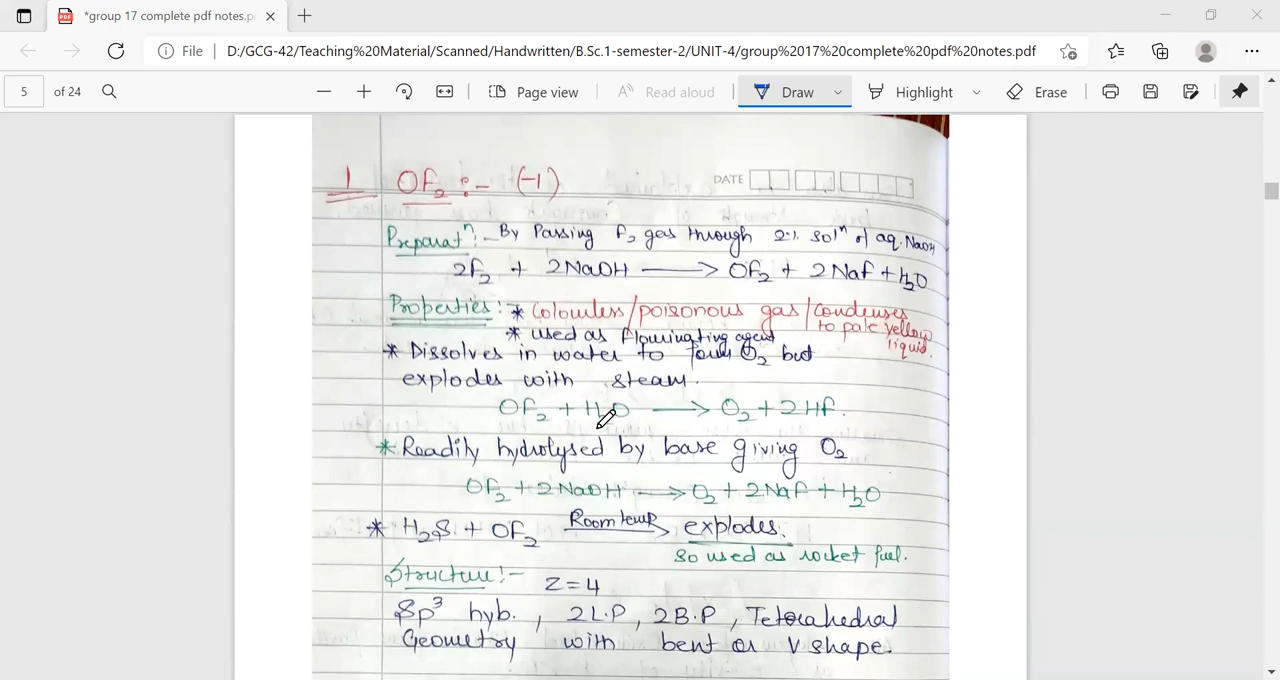 *group 17 complete pdf notes.p
File | D:/GCG-42/Teaching%20Material/Scanned/Handwritten/B.Sc.1-semester-2/UNIT-4/group%2017%20complete%20pdf%20notes.pdf
5 of 24 Page view Read aloud Draw Highlight Erase
DATE
1 OF2 :- (-1)
Preparatⁿ:- By Passing F2 gas through 2% solⁿ of aq. NaOH
2F2 + 2NaOH ⟶ OF2 + 2NaF + H2O
Properties: * Colourless/poisonous gas/Condenses
to pale yellow
liquid.
* used as flourinating agent
* Dissolves in water to form O2 but
explodes with steam.
OF2 + H2O ⟶ O2 + 2HF.
* Readily hydrolysed by base giving O2
OF2 + 2NaOH ⟶ O2 + 2NaF + H2O
* H2S + OF2 Room temp → explodes.
so used as rocket fuel.
Structure:- Z=4
Sp³ hyb. , 2L.P, 2B.P, Tetrahedral
Geometry with bent or V shape.